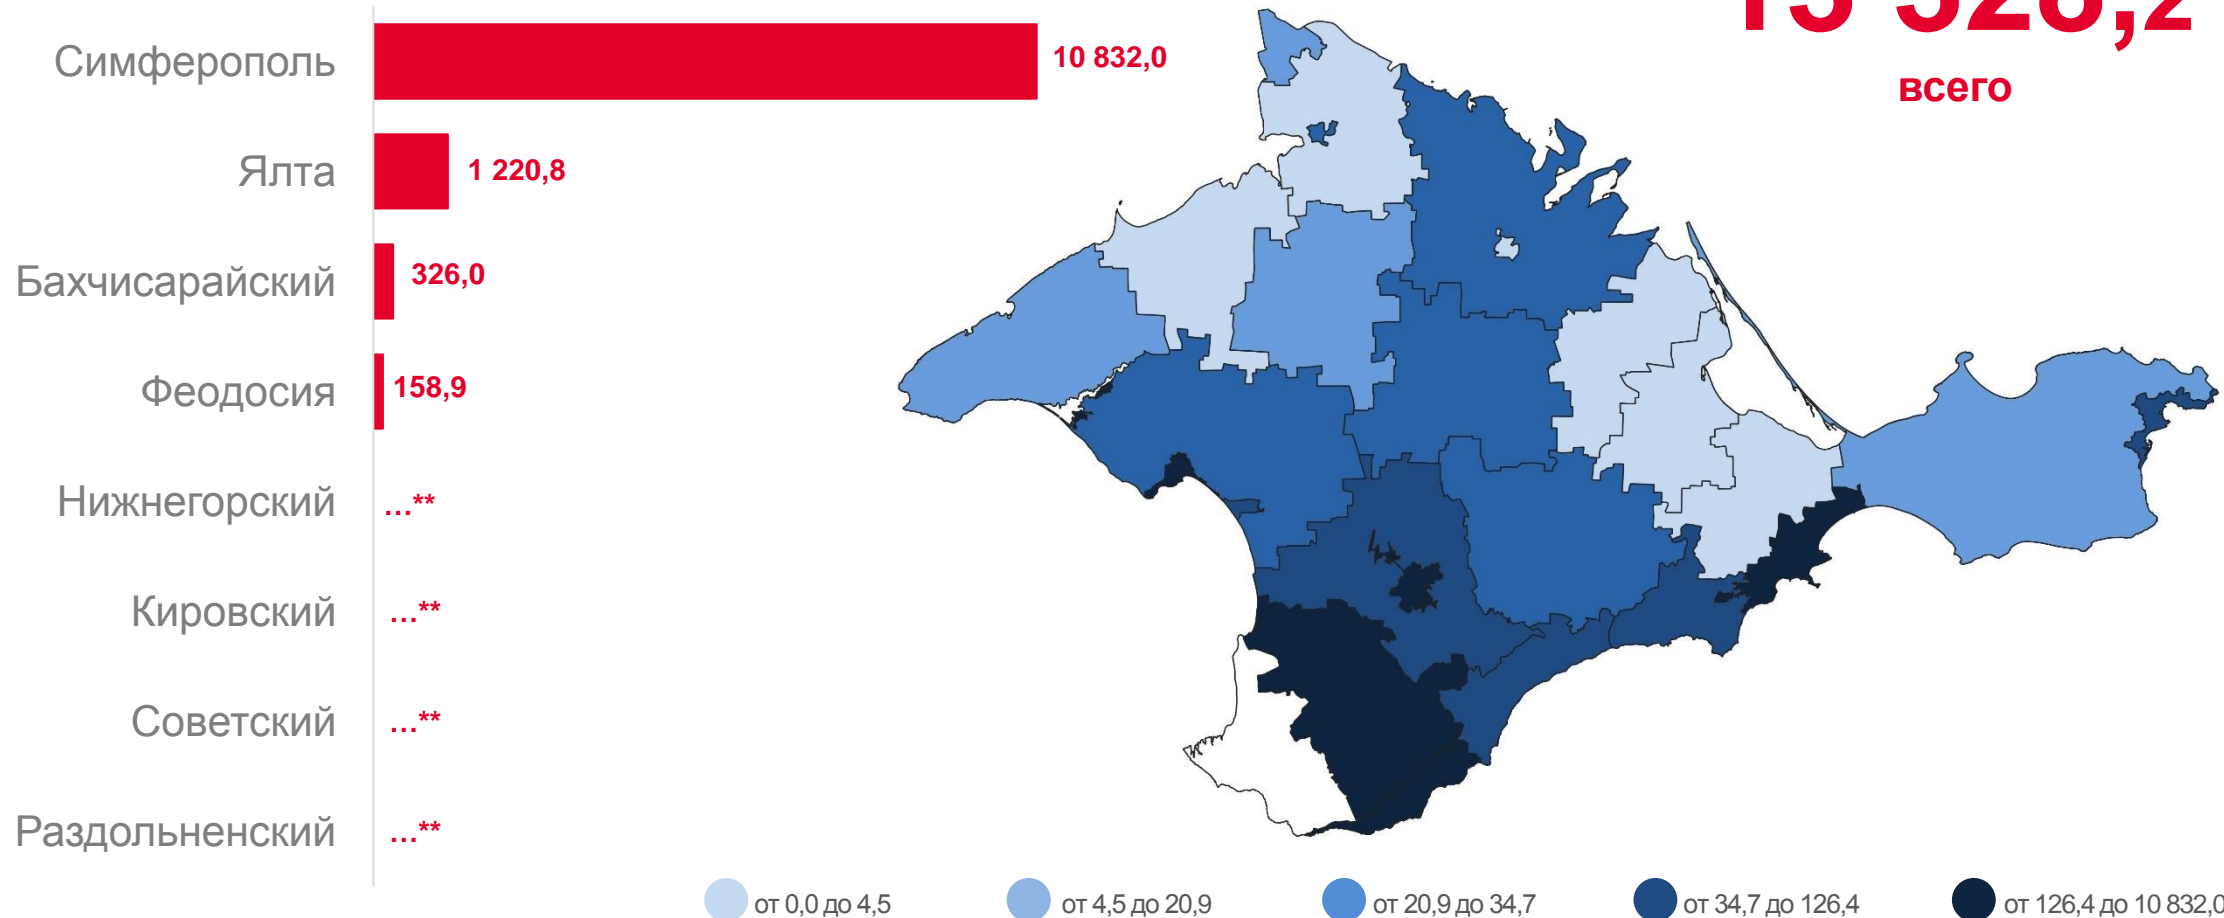 Симферополь
10 832,0
Ялта
1 220,8
Бахчисарайский
326,0
Феодосия
158,9
Нижнегорский
...**
Кировский
...**
Советский
...**
Раздольненский
...**
всего
от 0,0 до 4,5
от 4,5 до 20,9
от 20,9 до 34,7
от 34,7 до 126,4
от 126,4 до 10 832,0